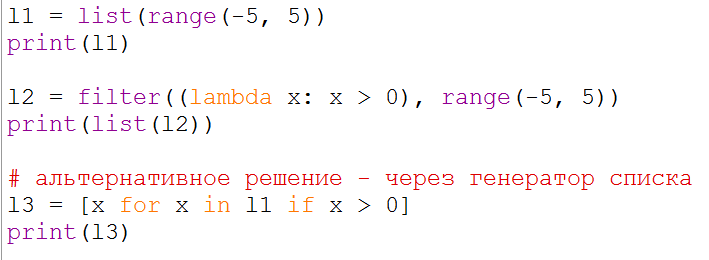 l1 = list(range(-5, 5))
print(l1)
l2 = filter((lambda x: x > 0), range(-5, 5))
print(list(l2))
# альтернативное решение - через генератор списка
l3 = [x for x in l1 if x > 0]
print(l3)